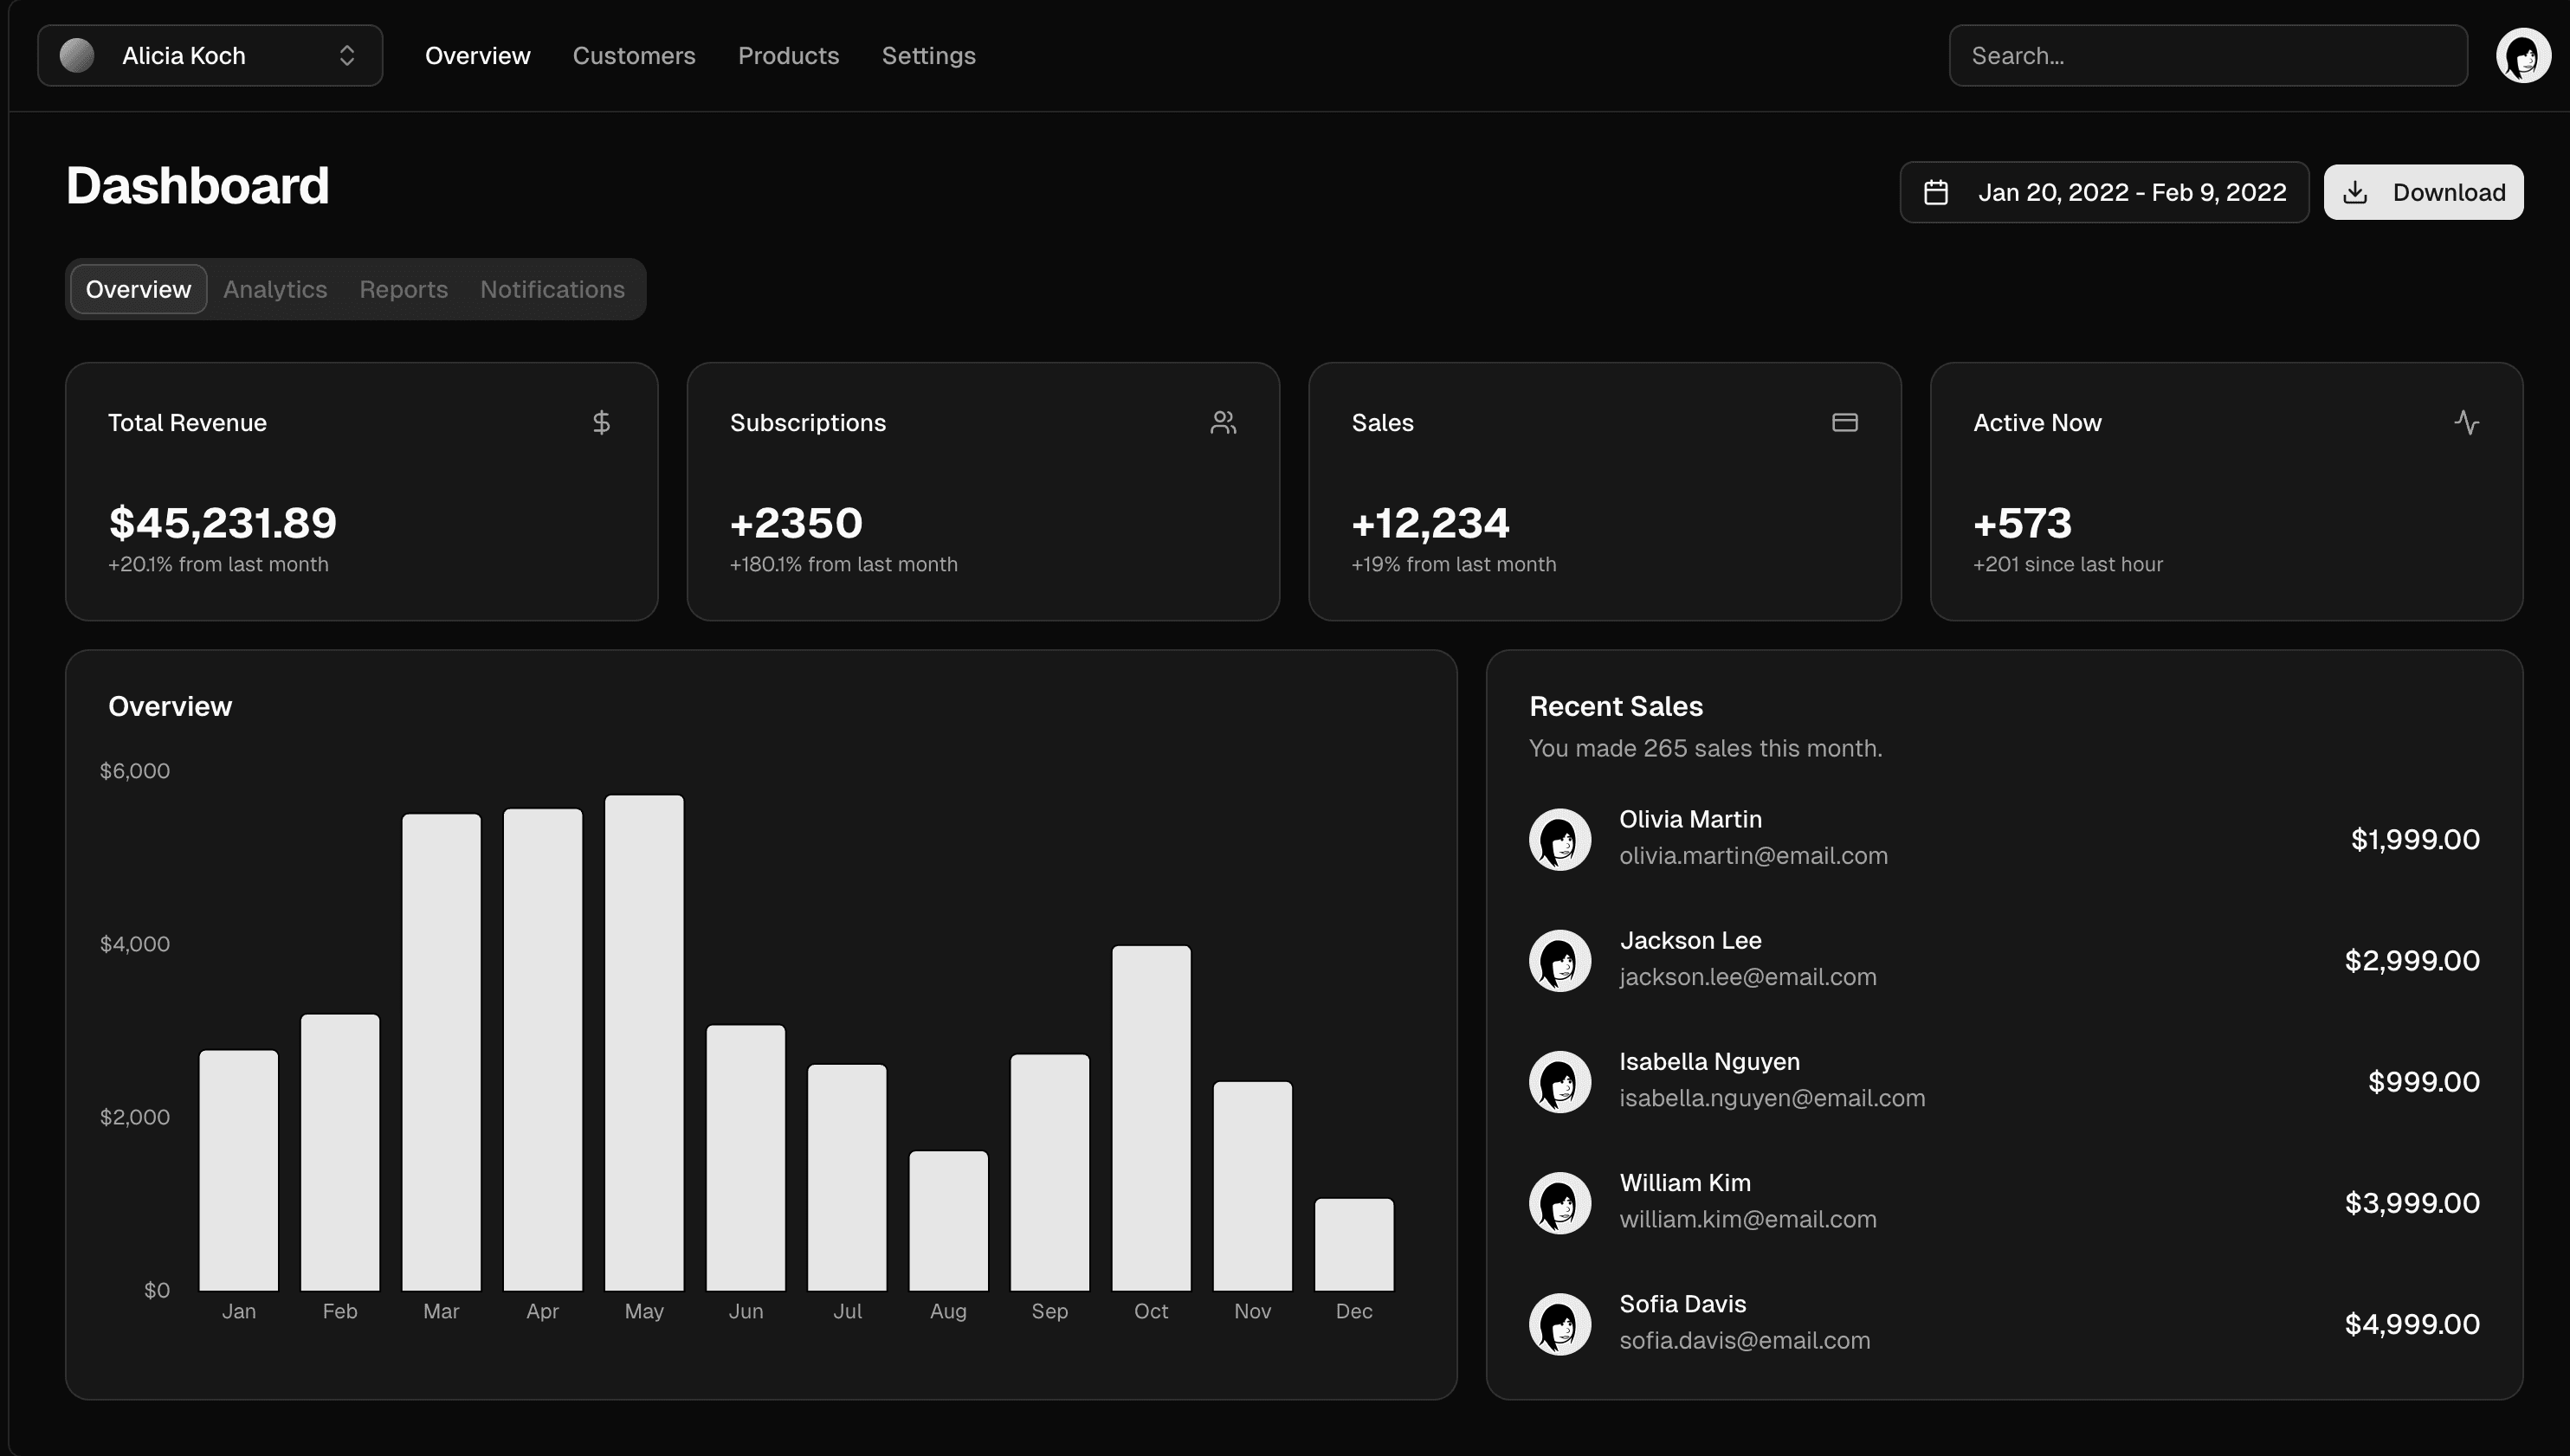 Alicia Koch
Overview Customers Products Settings
Search...
Dashboard
Jan 20, 2022 - Feb 9, 2022
Download
Overview Analytics Reports Notifications
Total Revenue
$45,231.89
+20.1% from last month
Subscriptions
+2350
+180.1% from last month
Sales
+12,234
+19% from last month
Active Now
+573
+201 since last hour
Overview
$6,000
$4,000
$2,000
$0
Jan Feb Mar Apr May Jun Jul Aug Sep Oct Nov Dec
Recent Sales
You made 265 sales this month.
Olivia Martin
olivia.martin@email.com
$1,999.00
Jackson Lee
jackson.lee@email.com
$2,999.00
Isabella Nguyen
isabella.nguyen@email.com
$999.00
William Kim
william.kim@email.com
$3,999.00
Sofia Davis
sofia.davis@email.com
$4,999.00